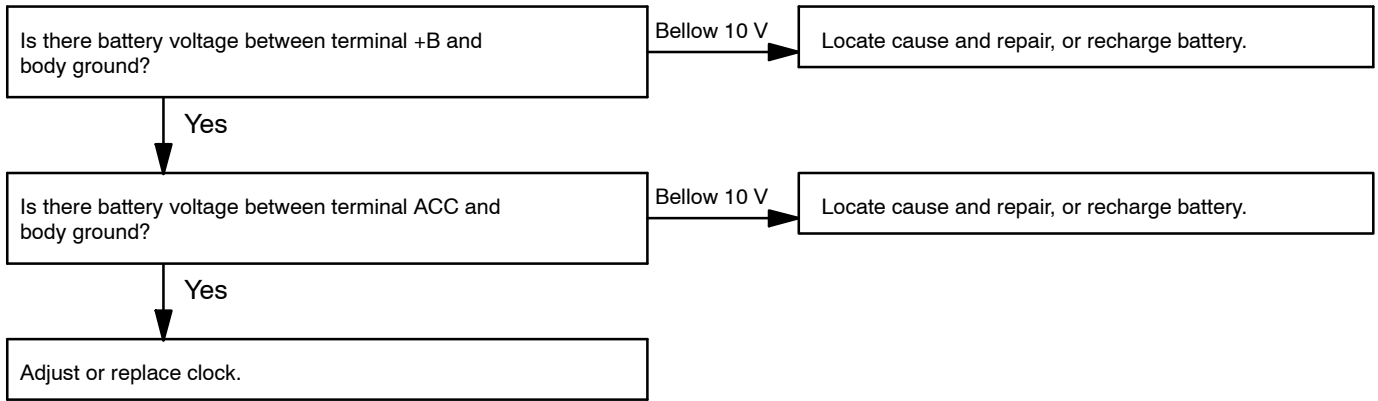 Is there battery voltage between terminal +B and
body ground?
Bellow 10 V
Locate cause and repair, or recharge battery.
Yes
Is there battery voltage between terminal ACC and
body ground?
Bellow 10 V
Locate cause and repair, or recharge battery.
Yes
Adjust or replace clock.